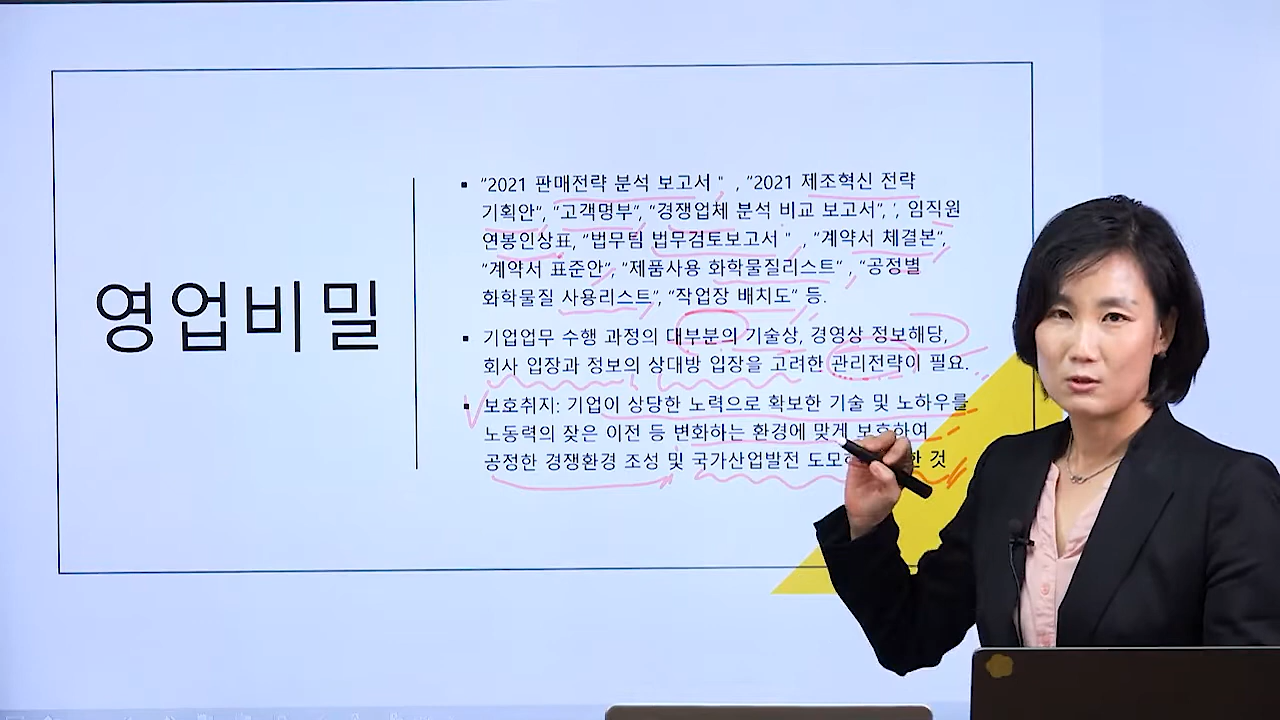 영업비밀
▪ “2021 판매전략 분석 보고서 " , “2021 제조혁신 전략
기획안”, “고객명부”, “경쟁업체 분석 비교 보고서”, ', 임직원
연봉인상표, “법무팀 법무검토보고서 " , “계약서 체결본”,
“계약서 표준안”, “제품사용 화학물질리스트” , “공정별
화학물질 사용리스트”, “작업장 배치도” 등.
▪ 기업업무 수행 과정의 대부분의 기술상, 경영상 정보해당,
회사 입장과 정보의 상대방 입장을 고려한 관리전략이 필요.
▪ 보호취지: 기업이 상당한 노력으로 확보한 기술 및 노하우를
노동력의 잦은 이전 등 변화하는 환경에 맞게 보호하여
공정한 경쟁환경 조성 및 국가산업발전 한 것